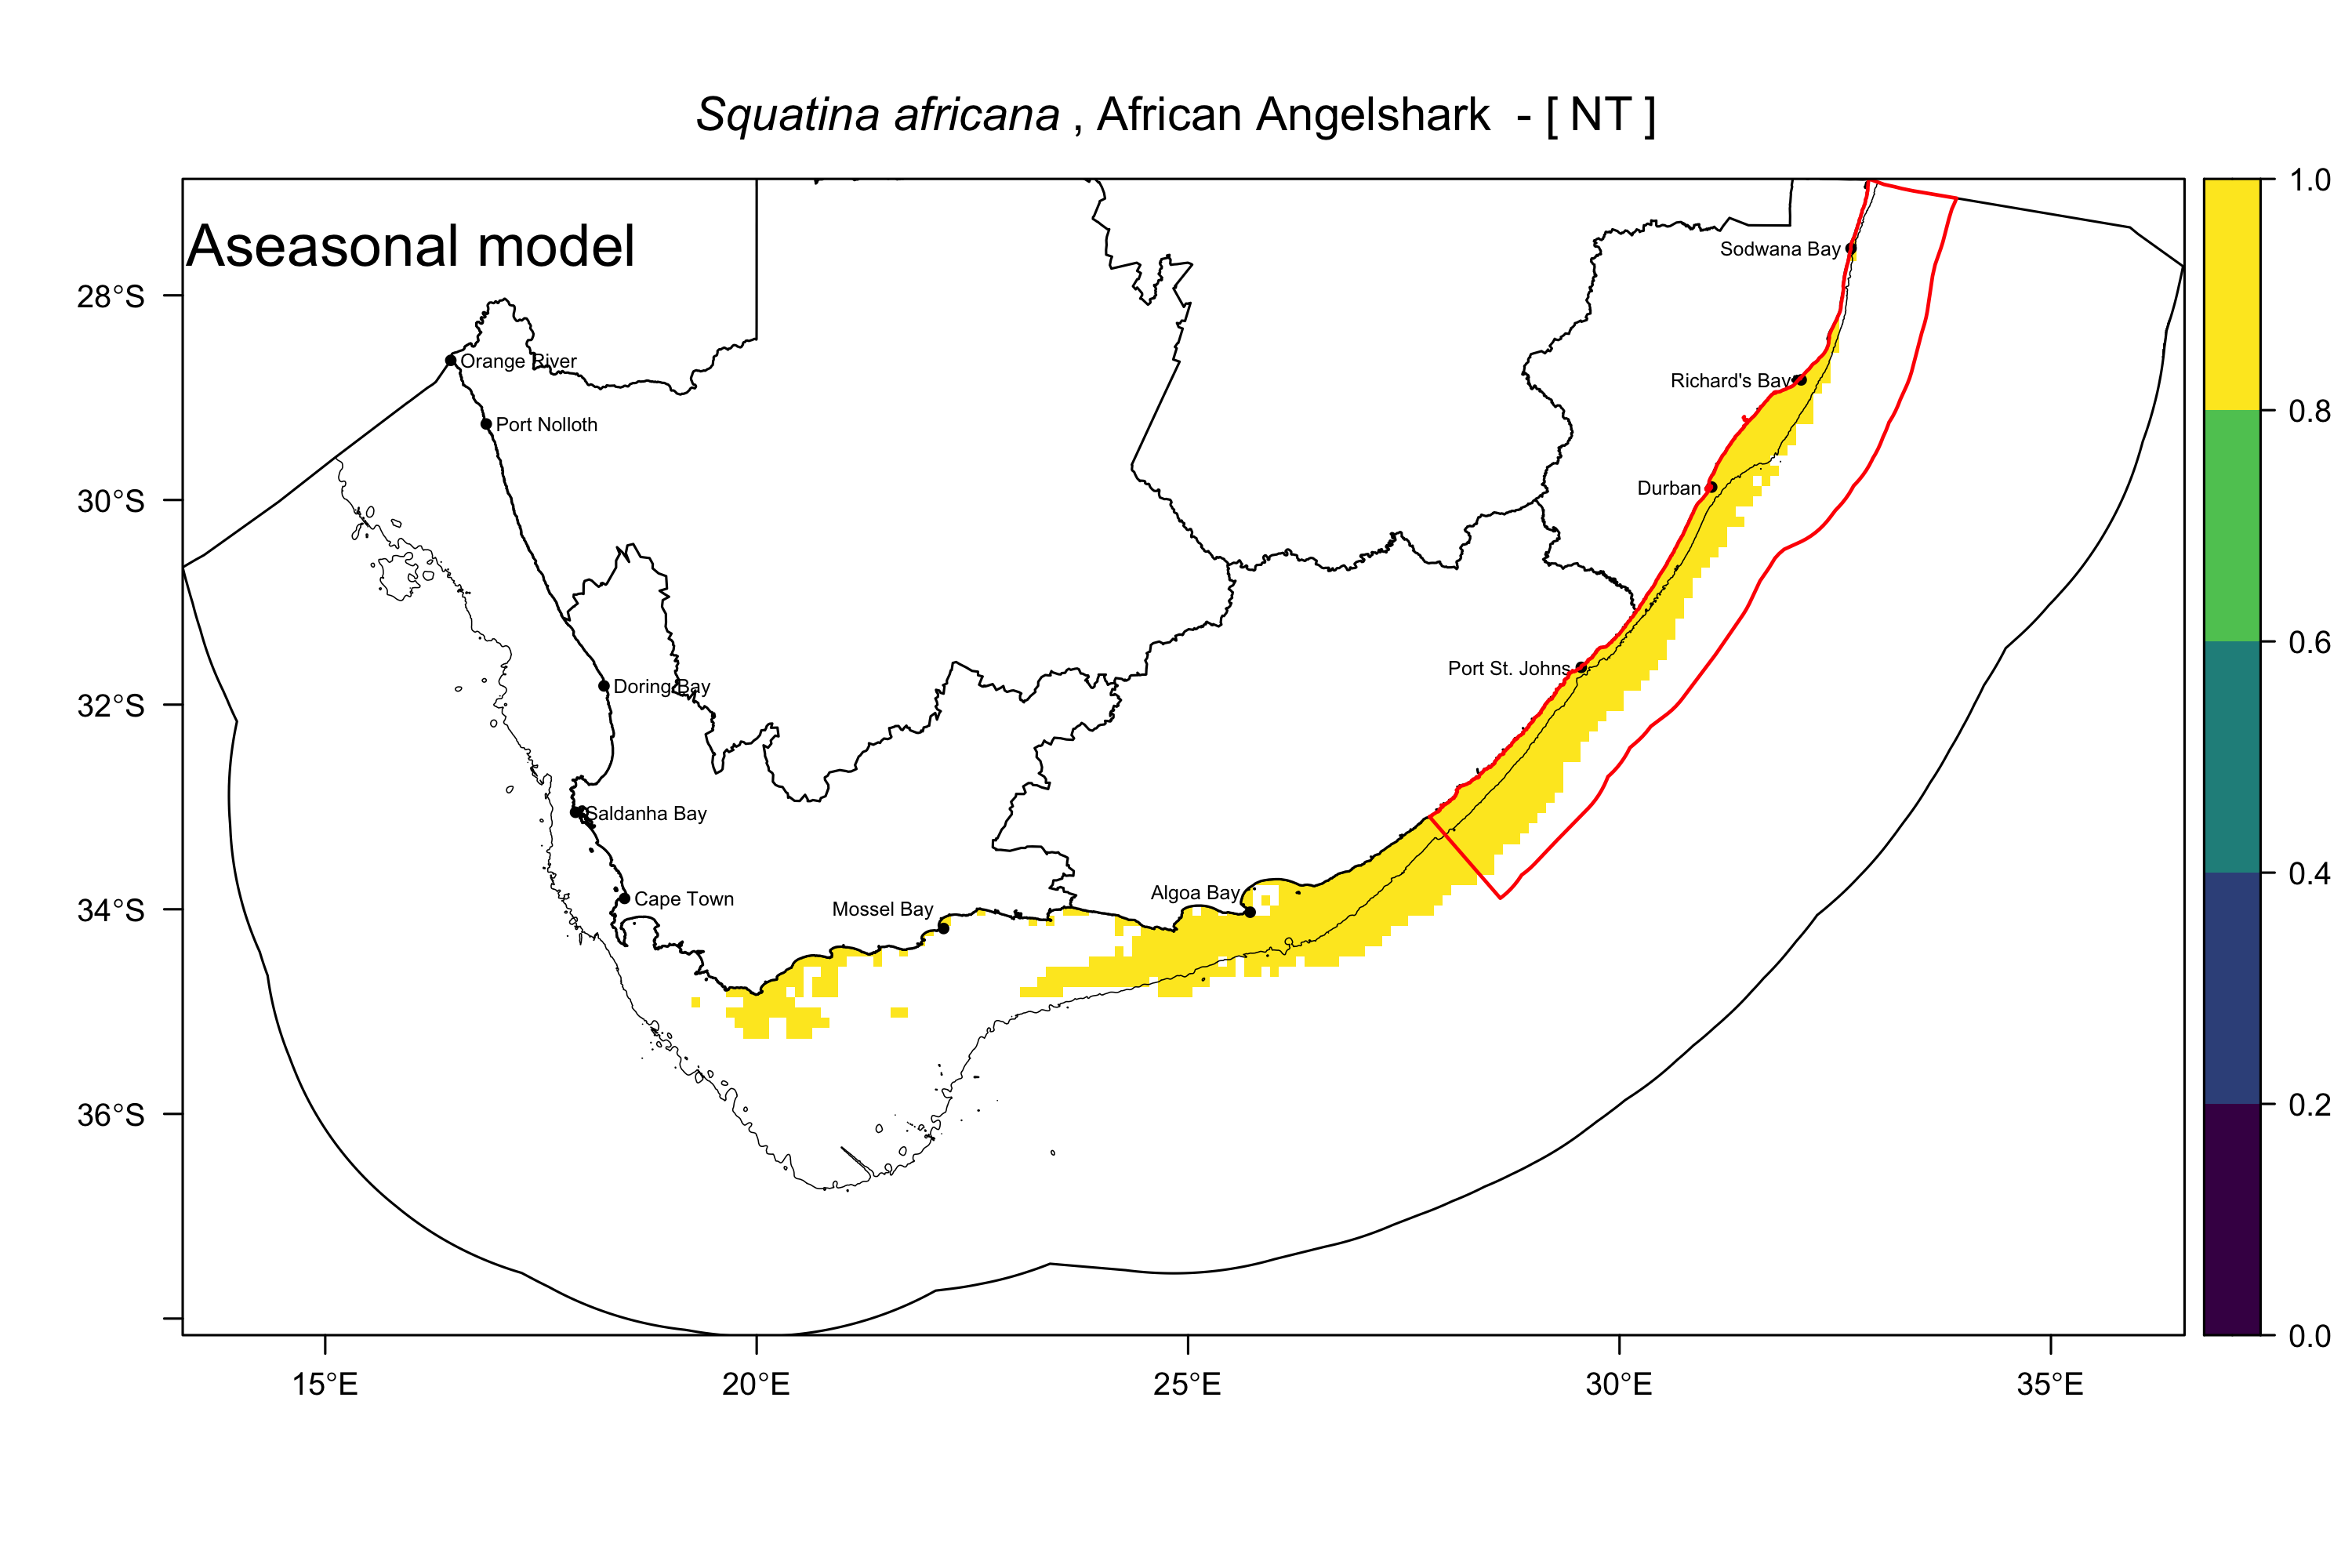 Squatina africana , African Angelshark - [ NT ]
Aseasonal model
Sodwana Bay
Orange River
Richard's Bay
Port Nolloth
Durban
Port St. Johns
Doring Bay
Saldanha Bay
Algoa Bay
Cape Town
Mossel Bay
28°S
30°S
32°S
34°S
36°S
15°E
20°E
25°E
30°E
35°E
1.0
0.8
0.6
0.4
0.2
0.0